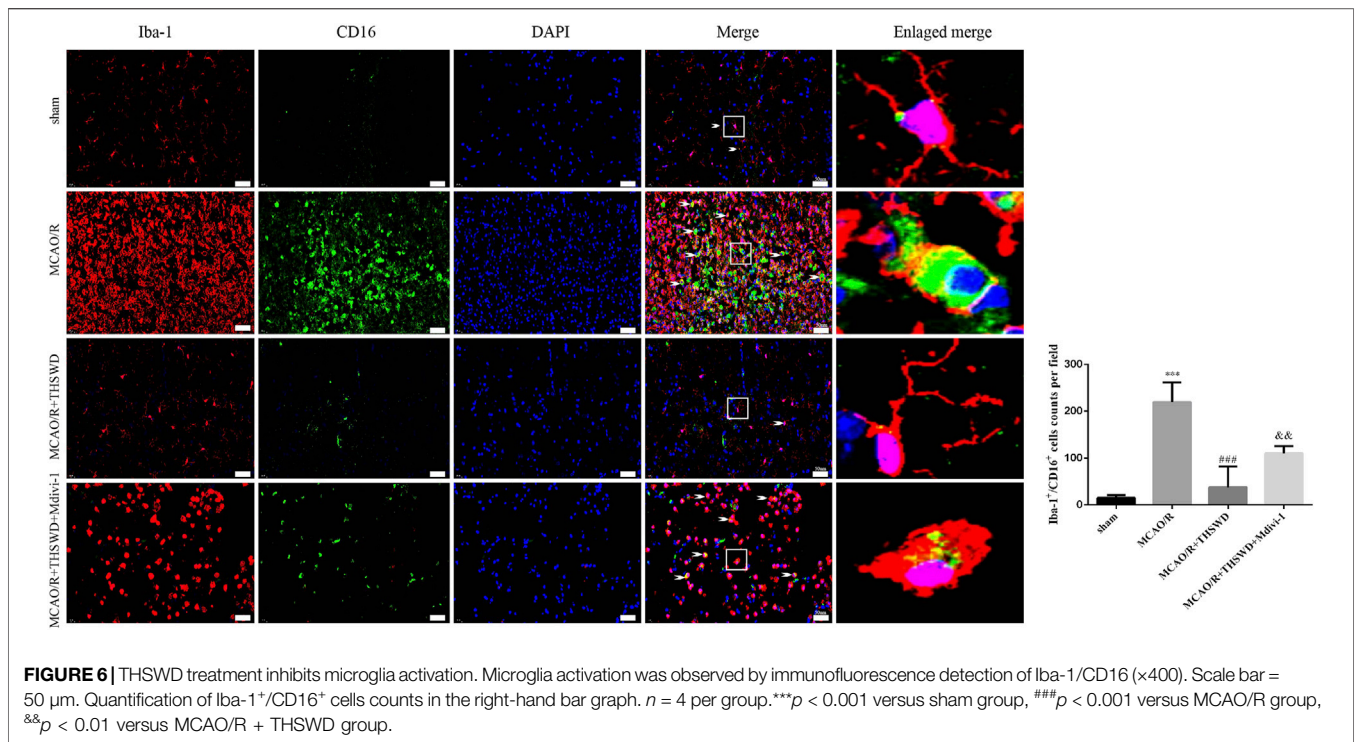 Iba-1 CD16 DAPI Merge Enlaged merge
sham
MCAO/R
50um
MCAO/R+THSWD
MCAO/R+THSWD+Mdivi-1
Iba-1⁺/CD16⁺ cells counts per field
300
200
100
0
***
###
&&
sham
MCAO/R
MCAO/R+THSWD
MCAO/R+THSWD+Mdivi-1
FIGURE 6 | THSWD treatment inhibits microglia activation. Microglia activation was observed by immunofluorescence detection of Iba-1/CD16 (×400). Scale bar =
50 μm. Quantification of Iba-1⁺/CD16⁺ cells counts in the right-hand bar graph. n = 4 per group. ***p < 0.001 versus sham group, ###p < 0.001 versus MCAO/R group,
&&p < 0.01 versus MCAO/R + THSWD group.